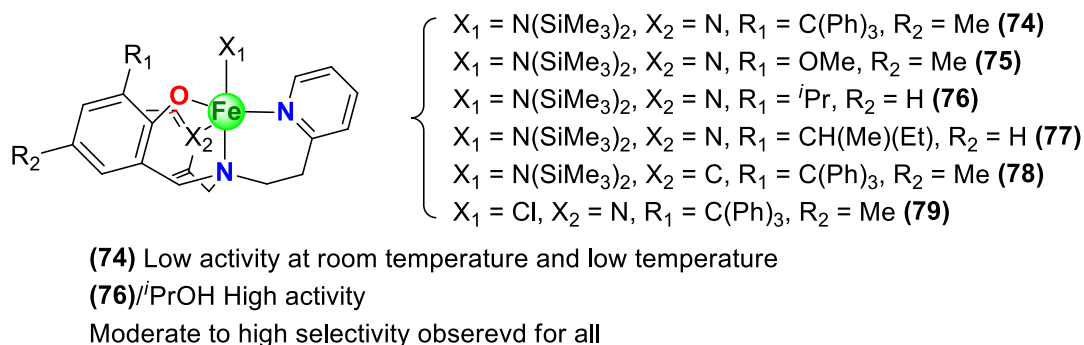 X1 = N(SiMe3)2, X2 = N, R1 = C(Ph)3, R2 = Me (74)
X1 = N(SiMe3)2, X2 = N, R1 = OMe, R2 = Me (75)
X1 = N(SiMe3)2, X2 = N, R1 = iPr, R2 = H (76)
X1 = N(SiMe3)2, X2 = N, R1 = CH(Me)(Et), R2 = H (77)
X1 = N(SiMe3)2, X2 = C, R1 = C(Ph)3, R2 = Me (78)
X1 = Cl, X2 = N, R1 = C(Ph)3, R2 = Me (79)
X1
R1
O
Fe
N
X2
R2
N
(74) Low activity at room temperature and low temperature
(76)/iPrOH High activity
Moderate to high selectivity obserevd for all